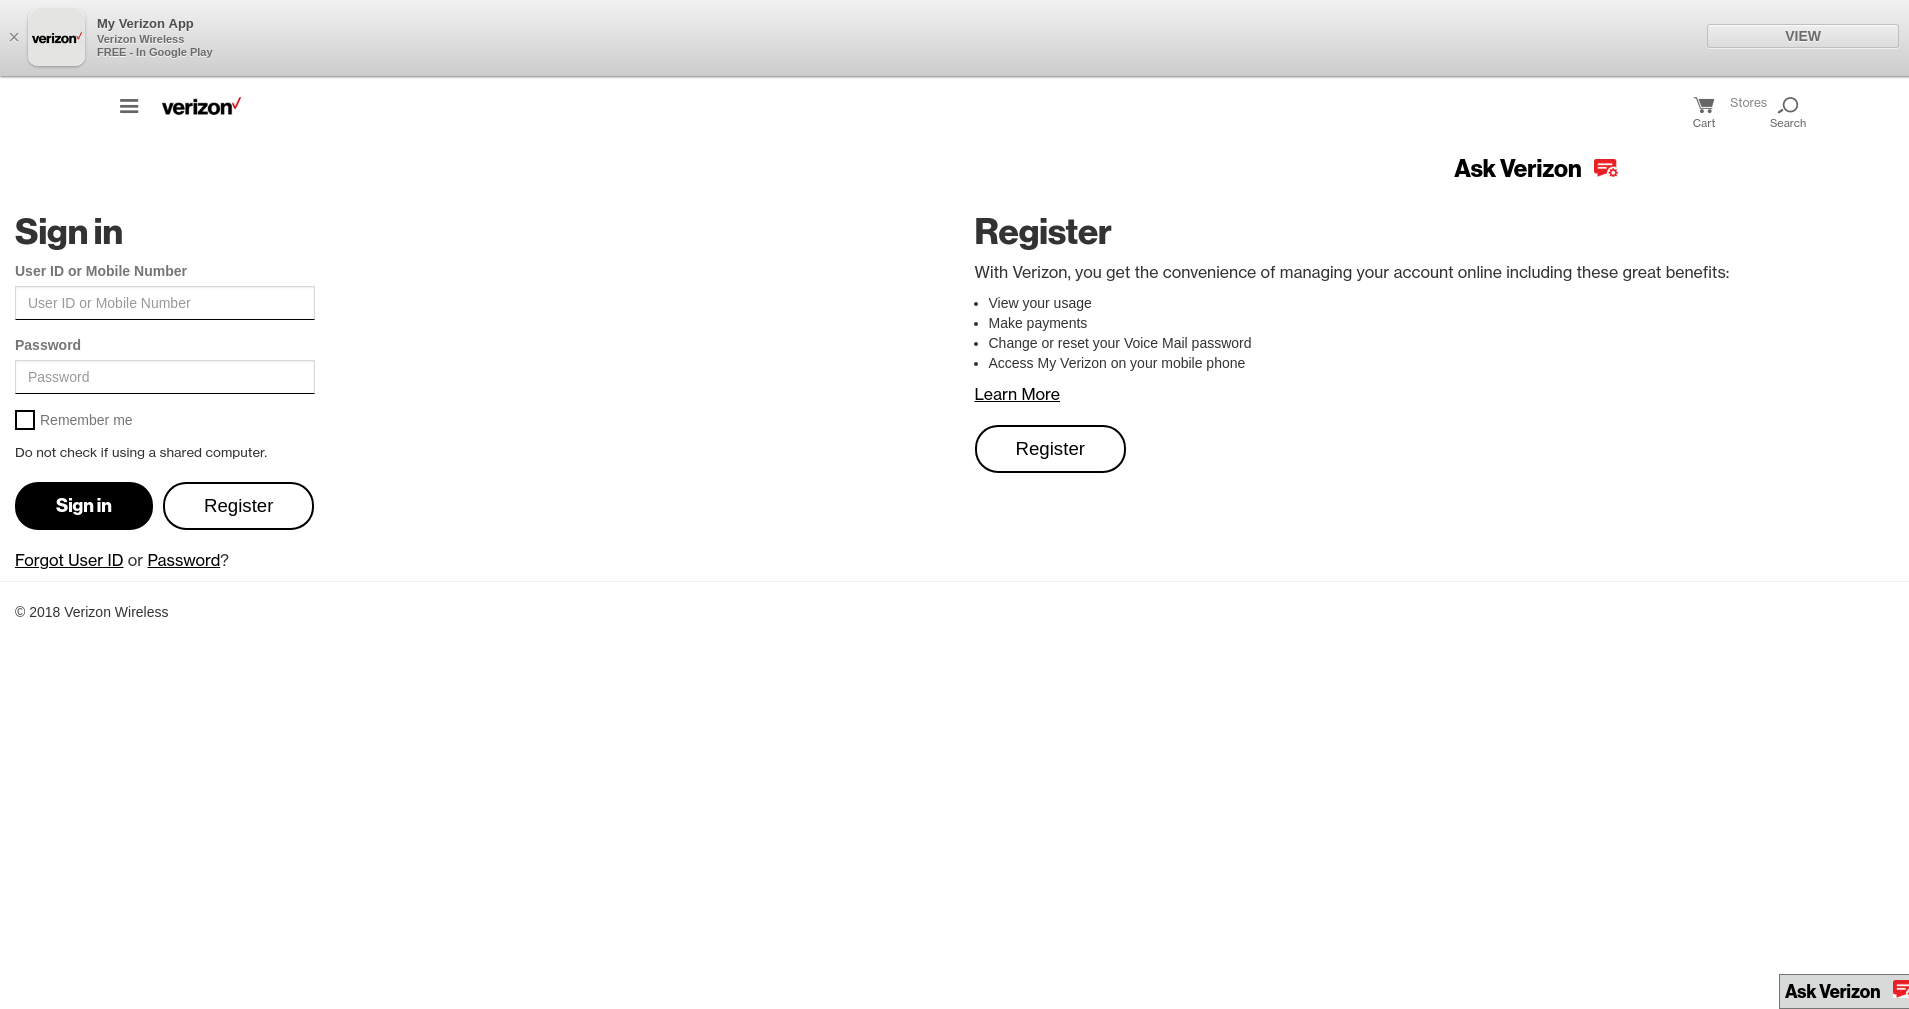 ×
verizon
My Verizon App
Verizon Wireless
FREE - In Google Play
VIEW
verizon
Cart
Stores
Search
Ask Verizon
Sign in
User ID or Mobile Number
User ID or Mobile Number
Password
Password
Remember me
Do not check if using a shared computer.
Sign in
Register
Forgot User ID or Password?
Register
With Verizon, you get the convenience of managing your account online including these great benefits:
• View your usage
• Make payments
• Change or reset your Voice Mail password
• Access My Verizon on your mobile phone
Learn More
Register
© 2018 Verizon Wireless
Ask Verizon